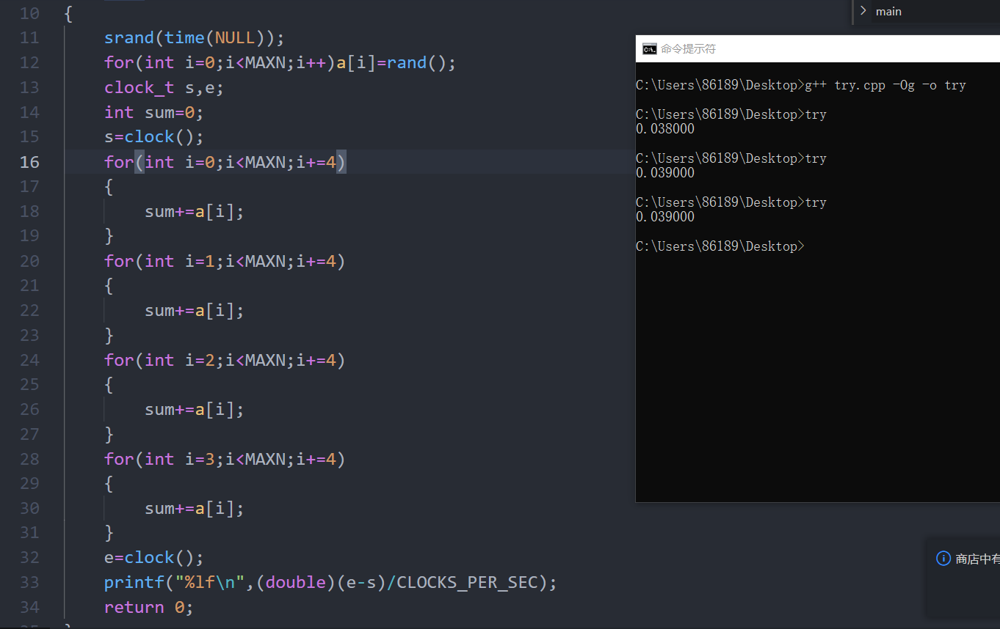 10 {
11 srand(time(NULL));
12 for(int i=0;i<MAXN;i++)a[i]=rand();
13 clock_t s,e;
14 int sum=0;
15 s=clock();
16 for(int i=0;i<MAXN;i+=4)
17 {
18 sum+=a[i];
19 }
20 for(int i=1;i<MAXN;i+=4)
21 {
22 sum+=a[i];
23 }
24 for(int i=2;i<MAXN;i+=4)
25 {
26 sum+=a[i];
27 }
28 for(int i=3;i<MAXN;i+=4)
29 {
30 sum+=a[i];
31 }
32 e=clock();
33 printf("%lf\n",(double)(e-s)/CLOCKS_PER_SEC);
34 return 0;
main
命令提示符
C:\Users\86189\Desktop>g++ try.cpp -Og -o try
C:\Users\86189\Desktop>try
0.038000
C:\Users\86189\Desktop>try
0.039000
C:\Users\86189\Desktop>try
0.039000
C:\Users\86189\Desktop>
商店中有